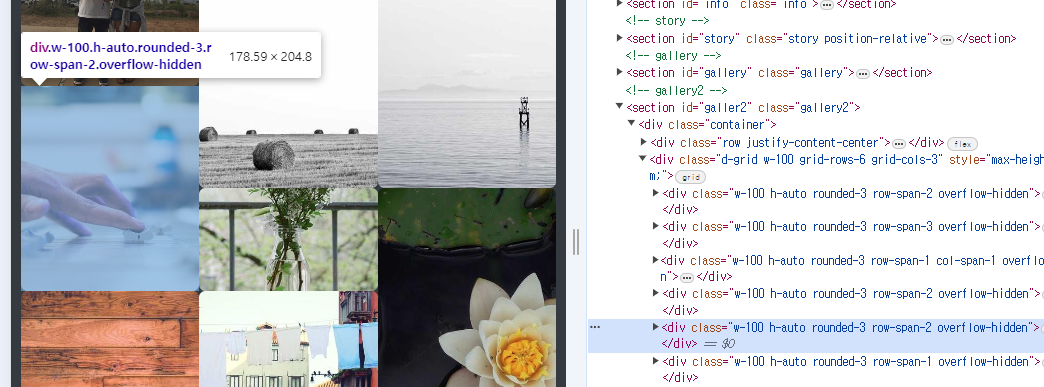 div.w-100.h-auto.rounded-3.r
ow-span-2.overflow-hidden
178.59 × 204.8
<section id="info" class="info">…</section>
<!-- story -->
<section id="story" class="story position-relative">…</section>
<!-- gallery -->
<section id="gallery" class="gallery">…</section>
<!-- gallery2 -->
<section id="galler2" class="gallery2">
<div class="container">
<div class="row justify-content-center">…</div> flex
<div class="d-grid w-100 grid-rows-6 grid-cols-3" style="max-heigh
m;"> grid
<div class="w-100 h-auto rounded-3 row-span-2 overflow-hidden">
</div>
<div class="w-100 h-auto rounded-3 row-span-3 overflow-hidden">
</div>
<div class="w-100 h-auto rounded-3 row-span-1 col-span-1 overflo
n">…</div>
<div class="w-100 h-auto rounded-3 row-span-2 overflow-hidden">
</div>
… <div class="w-100 h-auto rounded-3 row-span-2 overflow-hidden">
</div> == $0
<div class="w-100 h-auto rounded-3 row-span-1 overflow-hidden">
</div>